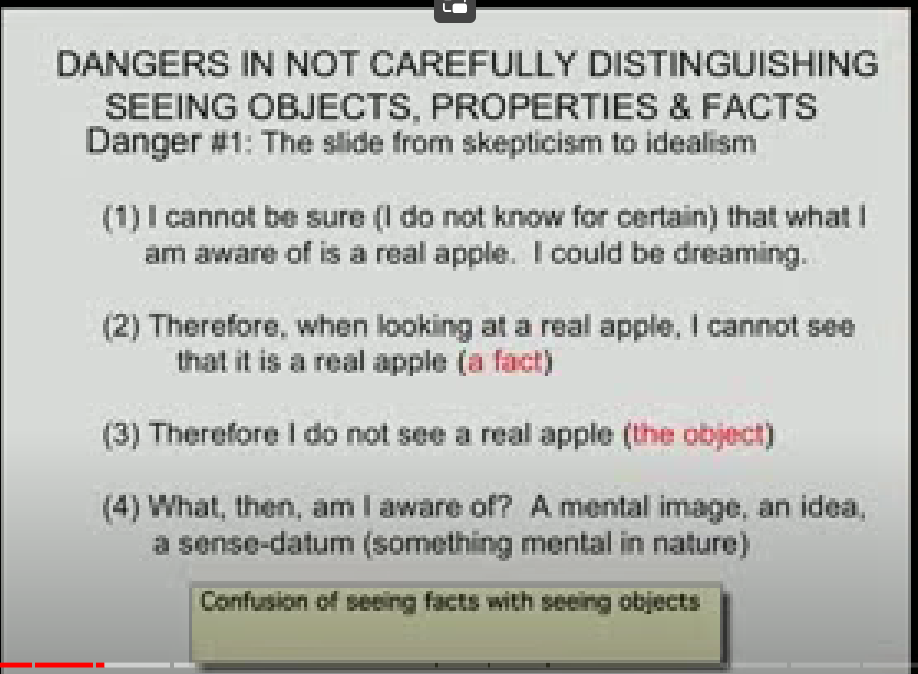 DANGERS IN NOT CAREFULLY DISTINGUISHING
SEEING OBJECTS, PROPERTIES & FACTS
Danger #1: The slide from skepticism to idealism
(1) I cannot be sure (I do not know for certain) that what I
am aware of is a real apple. I could be dreaming.
(2) Therefore, when looking at a real apple, I cannot see
that it is a real apple (a fact)
(3) Therefore I do not see a real apple (the object)
(4) What, then, am I aware of? A mental image, an idea,
a sense-datum (something mental in nature)
Confusion of seeing facts with seeing objects